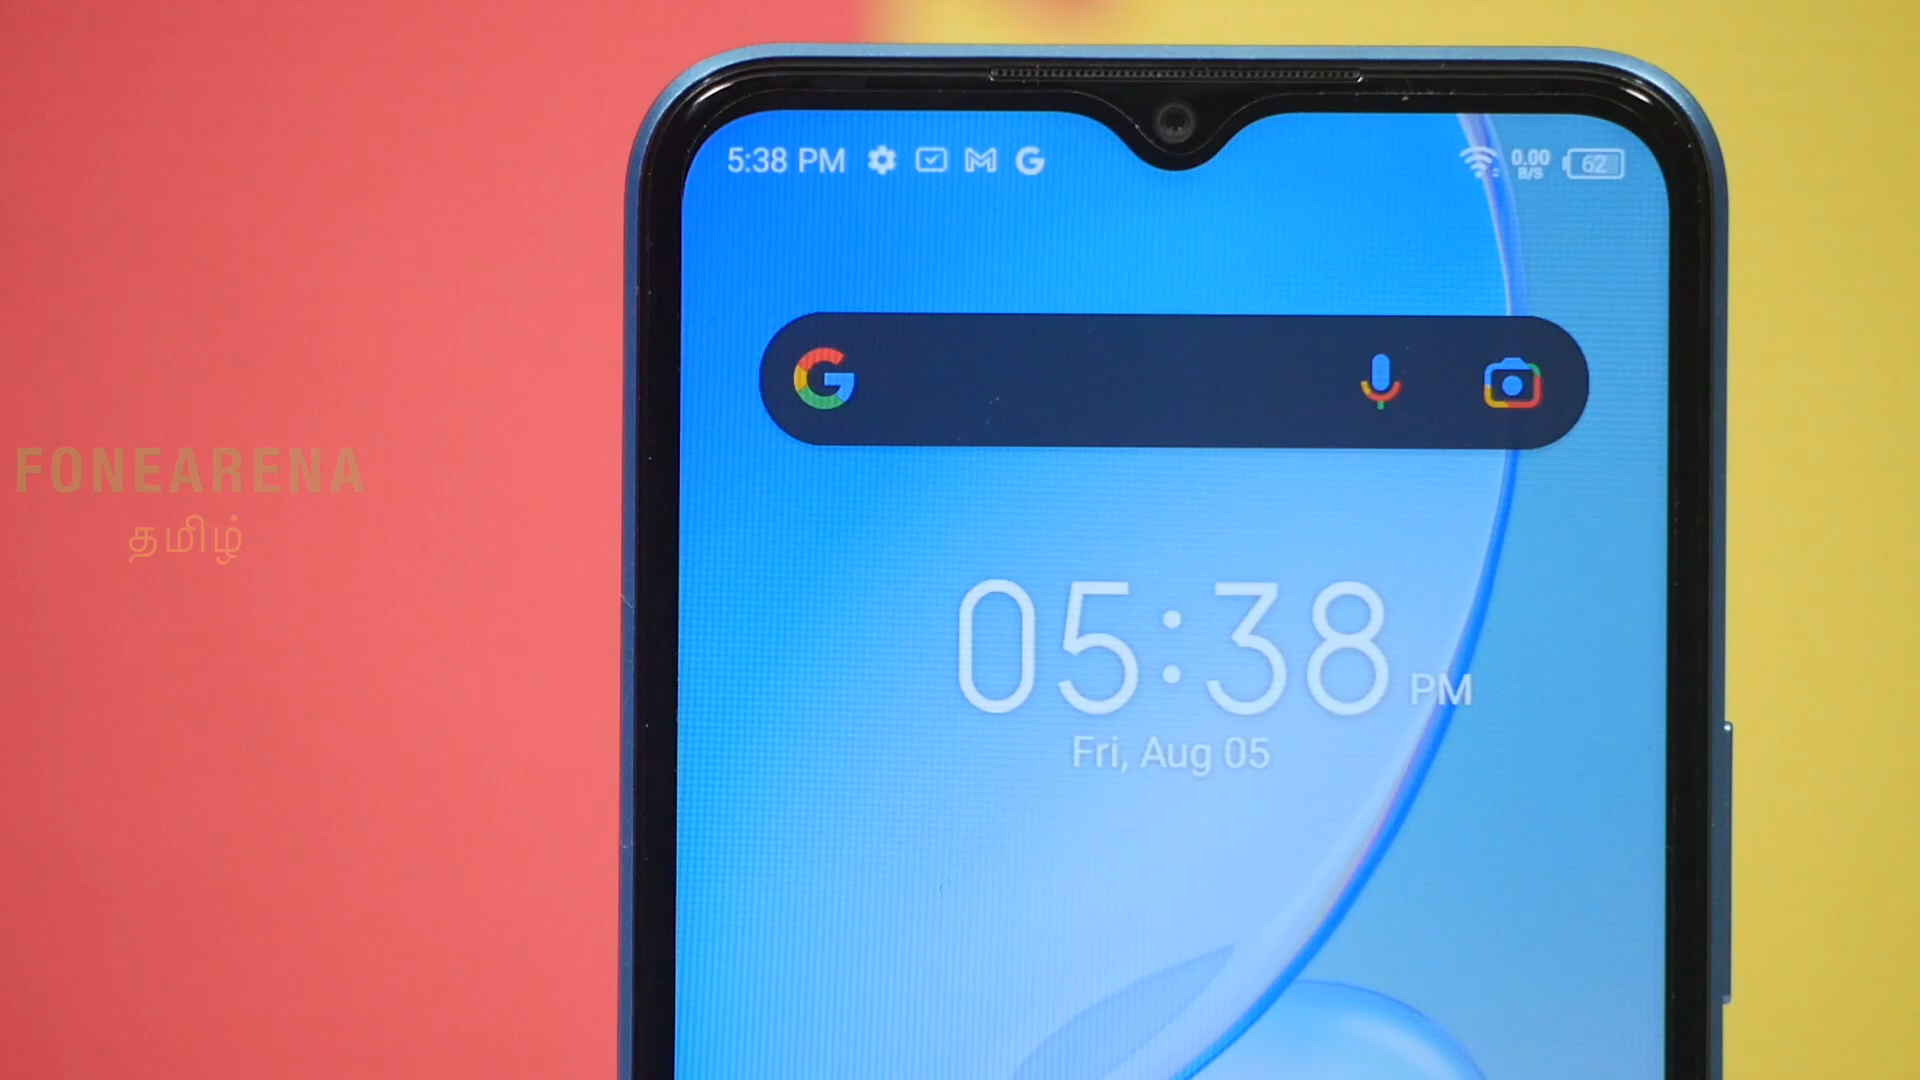 5:38 PM
0.00
B/S
62
FONEARENA
தமிழ்
05:38 PM
Fri, Aug 05